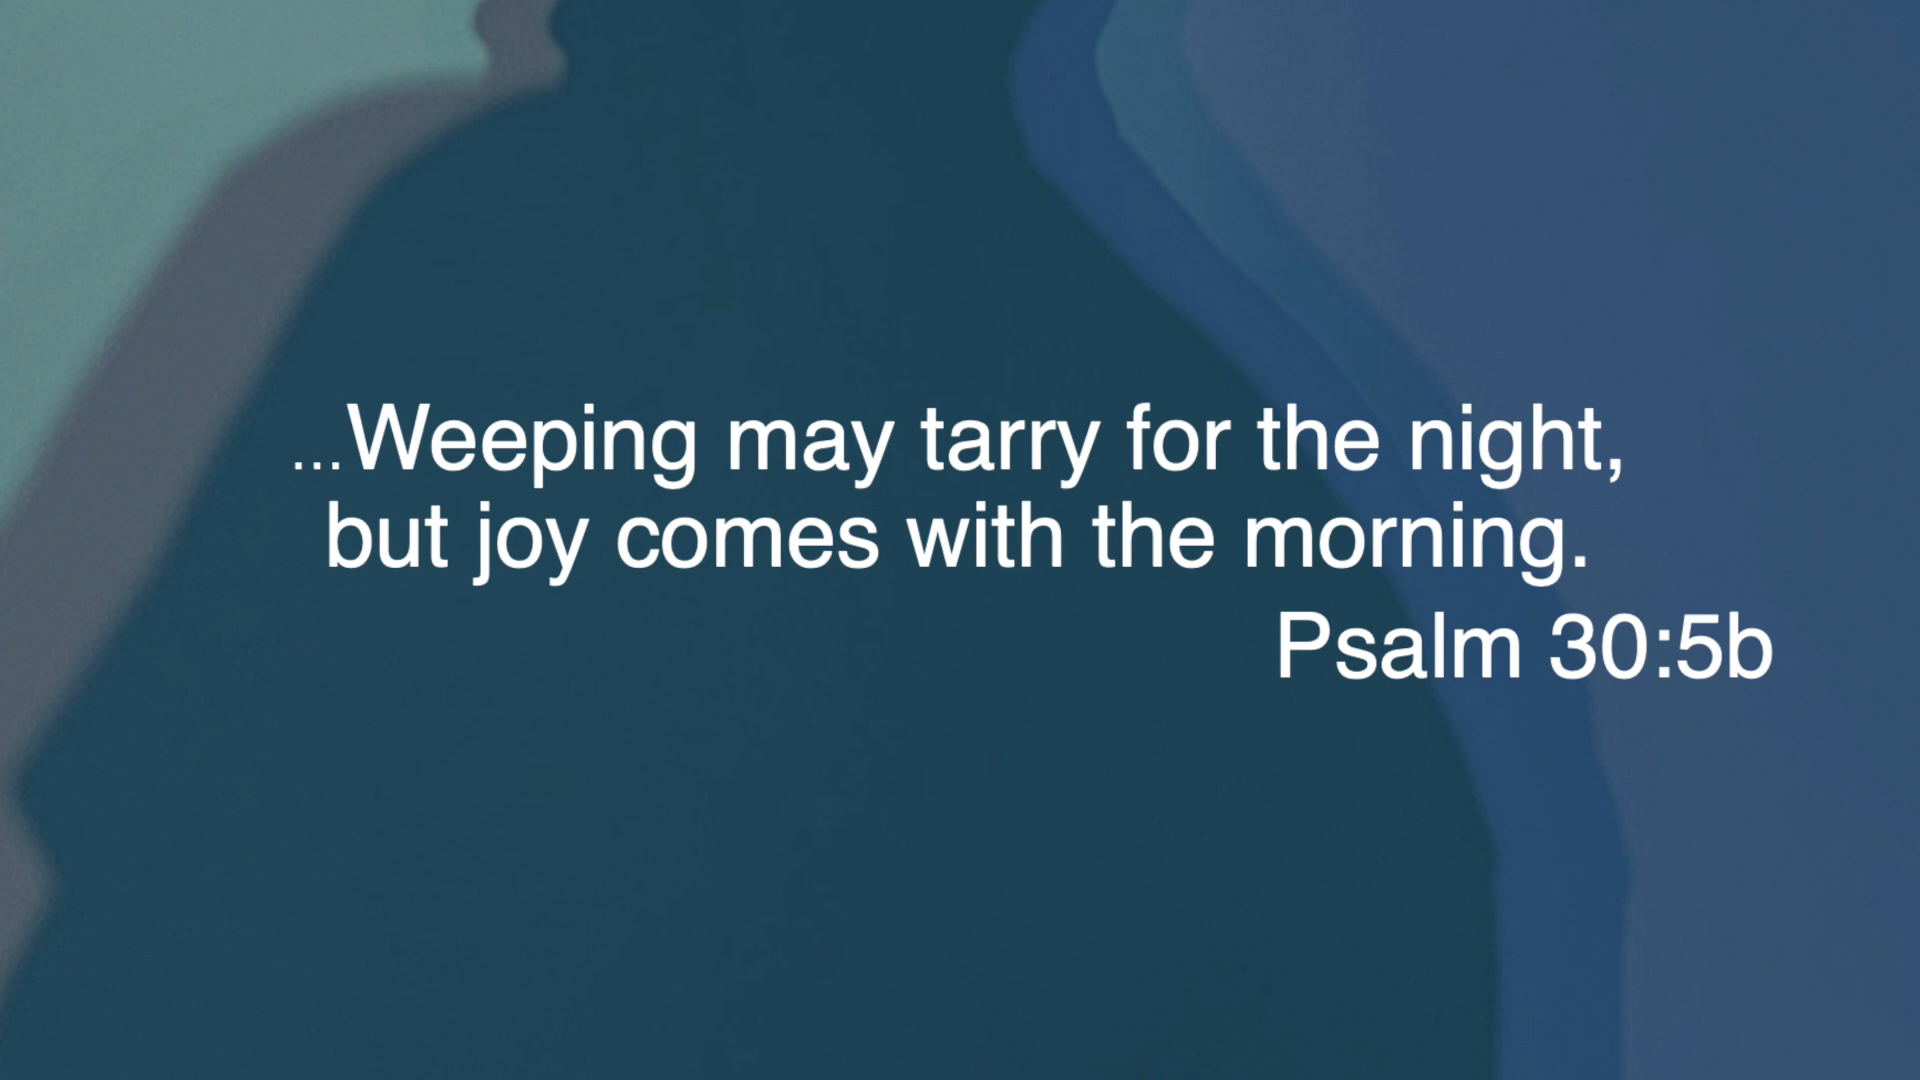 ...Weeping may tarry for the night,
but joy comes with the morning.
Psalm 30:5b